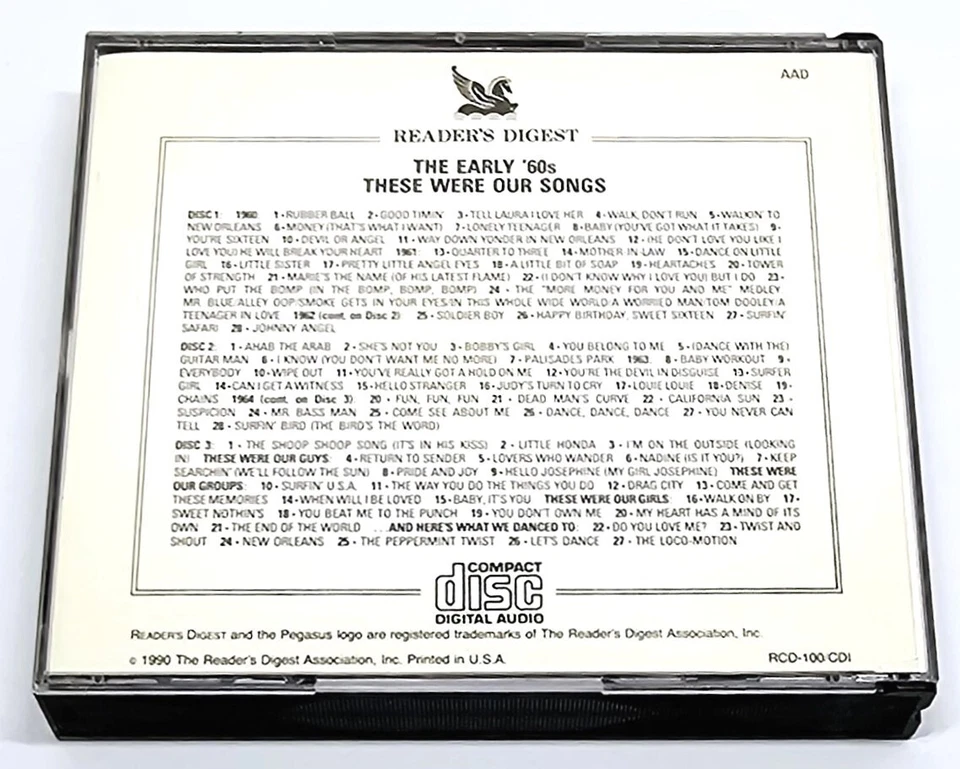 AAD
READER'S DIGEST
THE EARLY '60s
THESE WERE OUR SONGS
DISC 1: 1960 1 • RUBBER BALL 2 • GOOD TIMIN' 3 • TELL LAURA I LOVE HER 4 • WALK, DON'T RUN 5 • WALKIN' TO
NEW ORLEANS 6 • MONEY (THAT'S WHAT I WANT) 7 • LONELY TEENAGER 8 • BABY (YOU'VE GOT WHAT IT TAKES) 9 •
YOU'RE SIXTEEN 10 • DEVIL OR ANGEL 11 • WAY DOWN YONDER IN NEW ORLEANS 12 • (HE DON'T LOVE YOU LIKE I
LOVE YOU) HE WILL BREAK YOUR HEART 1961: 13 • QUARTER TO THREE 14 • MOTHER-IN-LAW 15 • DANCE ON LITTLE
GIRL 16 • LITTLE SISTER 17 • PRETTY LITTLE ANGEL EYES 18 • A LITTLE BIT OF SOAP 19 • HEARTACHES 20 • TOWER
OF STRENGTH 21 • MARIE'S THE NAME (OF HIS LATEST FLAME) 22 • (I DON'T KNOW WHY I LOVE YOU) BUT I DO 23 •
WHO PUT THE BOMP (IN THE BOMP, BOMP, BOMP) 24 • THE "MORE MONEY FOR YOU AND ME" MEDLEY:
MR. BLUE/ALLEY OOP/SMOKE GETS IN YOUR EYES/IN THIS WHOLE WIDE WORLD/A WORRIED MAN/TOM DOOLEY/A
TEENAGER IN LOVE 1962 (cont. on Disc 2): 25 • SOLDIER BOY 26 • HAPPY BIRTHDAY, SWEET SIXTEEN 27 • SURFIN'
SAFARI 28 • JOHNNY ANGEL
DISC 2: 1 • AHAB THE ARAB 2 • SHE'S NOT YOU 3 • BOBBY'S GIRL 4 • YOU BELONG TO ME 5 • (DANCE WITH THE)
GUITAR MAN 6 • I KNOW (YOU DON'T WANT ME NO MORE) 7 • PALISADES PARK 1963: 8 • BABY WORKOUT 9 •
EVERYBODY 10 • WIPE OUT 11 • YOU'VE REALLY GOT A HOLD ON ME 12 • YOU'RE THE DEVIL IN DISGUISE 13 • SURFER
GIRL 14 • CAN I GET A WITNESS 15 • HELLO STRANGER 16 • JUDY'S TURN TO CRY 17 • LOUIE LOUIE 18 • DENISE 19 •
CHAINS 1964 (cont. on Disc 3): 20 • FUN, FUN, FUN 21 • DEAD MAN'S CURVE 22 • CALIFORNIA SUN 23 •
SUSPICION 24 • MR. BASS MAN 25 • COME SEE ABOUT ME 26 • DANCE, DANCE, DANCE 27 • YOU NEVER CAN
TELL 28 • SURFIN' BIRD (THE BIRD'S THE WORD)
DISC 3: 1 • THE SHOOP SHOOP SONG (IT'S IN HIS KISS) 2 • LITTLE HONDA 3 • I'M ON THE OUTSIDE (LOOKING
IN) THESE WERE OUR GUYS: 4 • RETURN TO SENDER 5 • LOVERS WHO WANDER 6 • NADINE (IS IT YOU?) 7 • KEEP
SEARCHIN' (WE'LL FOLLOW THE SUN) 8 • PRIDE AND JOY 9 • HELLO JOSEPHINE (MY GIRL JOSEPHINE) THESE WERE
OUR GROUPS: 10 • SURFIN' U.S.A. 11 • THE WAY YOU DO THE THINGS YOU DO 12 • DRAG CITY 13 • COME AND GET
THESE MEMORIES 14 • WHEN WILL I BE LOVED 15 • BABY, IT'S YOU THESE WERE OUR GIRLS: 16 • WALK ON BY 17 •
SWEET NOTHIN'S 18 • YOU BEAT ME TO THE PUNCH 19 • YOU DON'T OWN ME 20 • MY HEART HAS A MIND OF ITS
OWN 21 • THE END OF THE WORLD ...AND HERE'S WHAT WE DANCED TO: 22 • DO YOU LOVE ME? 23 • TWIST AND
SHOUT 24 • NEW ORLEANS 25 • THE PEPPERMINT TWIST 26 • LET'S DANCE 27 • THE LOCO-MOTION
COMPACT
disc
DIGITAL AUDIO
READER'S DIGEST and the Pegasus logo are registered trademarks of The Reader's Digest Association, Inc.
© 1990 The Reader's Digest Association, Inc. Printed in U.S.A.
RCD-100/CDI